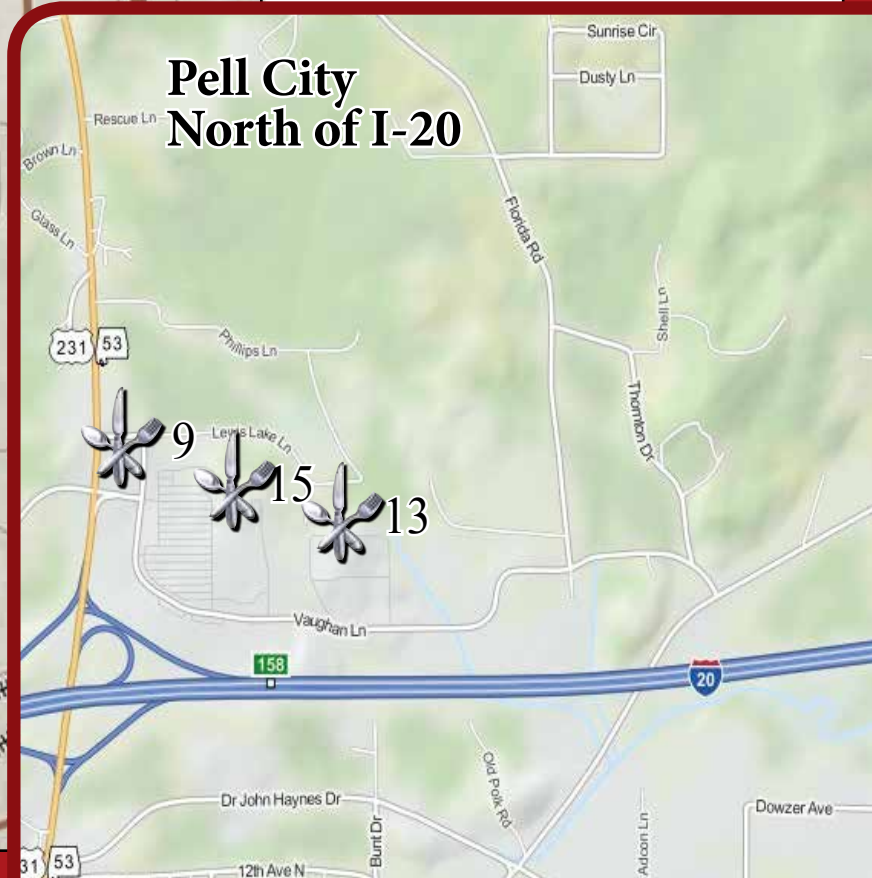 Pell City
North of I-20
Sunrise Cir
Dusty Ln
Rescue Ln
Brown Ln
Glass Ln
Florida Rd
Shell Ln
231
53
Phillips Ln
Thornton Dr
9
Lewis Lake Ln
15
13
Vaughan Ln
158
20
Old Polk Rd
Dr John Haynes Dr
Bunt Dr
Adcon Ln
Dowzer Ave
31
53
12th Ave N